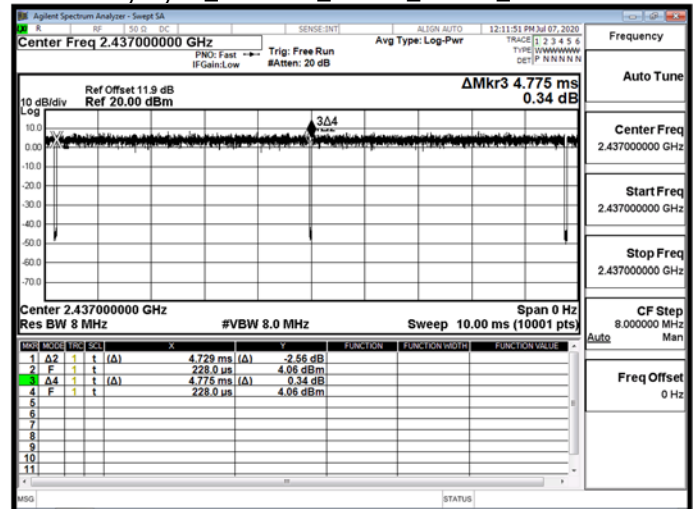 Agilent Spectrum Analyzer - Swept SA
R RF 50 Ω DC SENSE:INT ALIGN AUTO 12:11:51 PM Jul 07, 2020
Center Freq 2.437000000 GHz
PNO: Fast
IFGain:Low
Trig: Free Run
#Atten: 20 dB
Avg Type: Log-Pwr
TRACE 1 2 3 4 5 6
TYPE WWWWWW
DET P N N N N N
Ref Offset 11.9 dB
10 dB/div Ref 20.00 dBm
ΔMkr3 4.775 ms
0.34 dB
Log
3Δ4
10.0
0.00
-10.0
-20.0
-30.0
-40.0
-50.0
-60.0
-70.0
Center 2.437000000 GHz Span 0 Hz
Res BW 8 MHz #VBW 8.0 MHz Sweep 10.00 ms (10001 pts)
MKR MODE TRC SCL X Y FUNCTION FUNCTION WIDTH FUNCTION VALUE
1 Δ2 1 t (Δ) 4.729 ms (Δ) -2.56 dB
2 F 1 t 228.0 µs 4.06 dBm
3 Δ4 1 t (Δ) 4.775 ms (Δ) 0.34 dB
4 F 1 t 228.0 µs 4.06 dBm
5
6
7
8
9
10
11
MSG STATUS
Frequency
Auto Tune
Center Freq
2.437000000 GHz
Start Freq
2.437000000 GHz
Stop Freq
2.437000000 GHz
CF Step
8.000000 MHz
Auto Man
Freq Offset
0 Hz